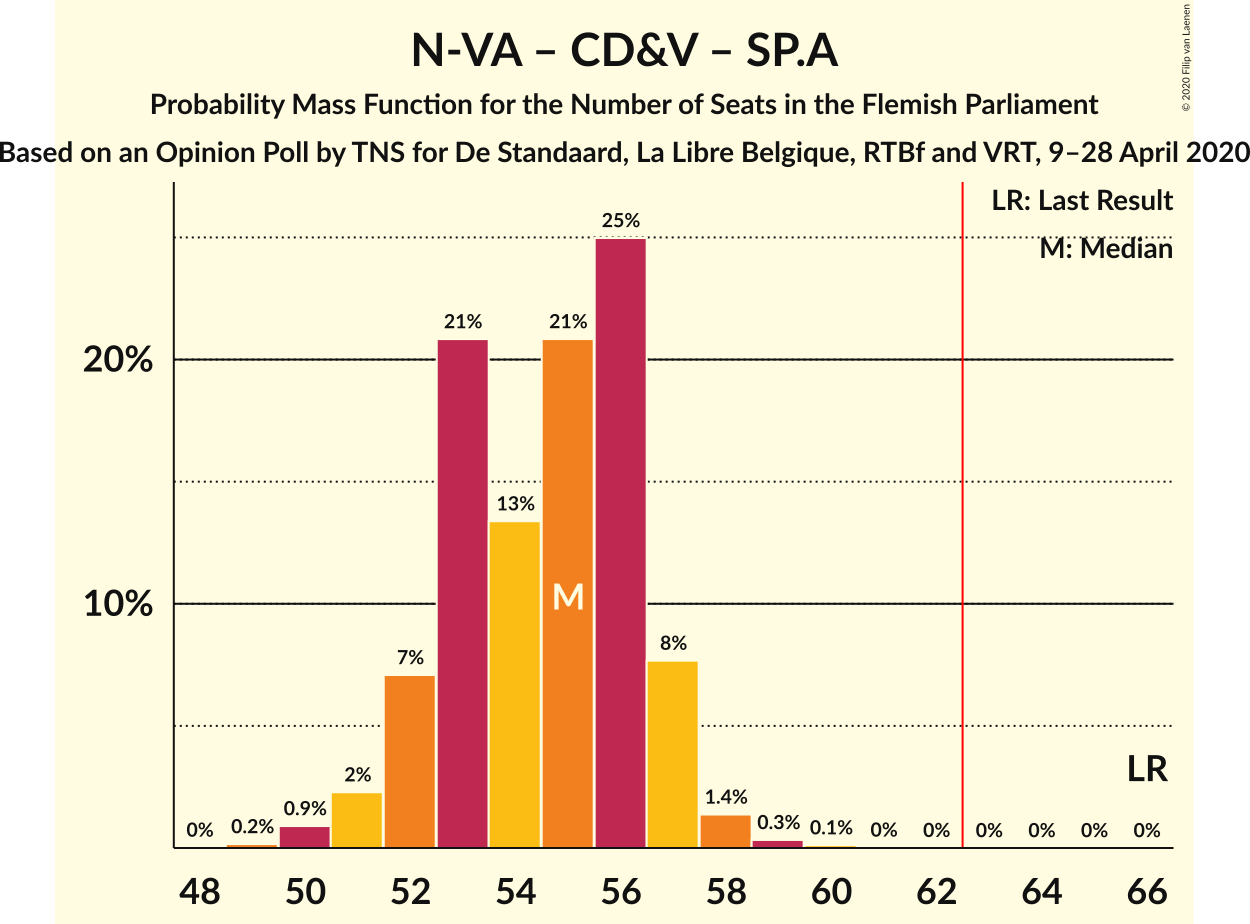 N-VA – CD&V – SP.A
Probability Mass Function for the Number of Seats in the Flemish Parliament
Based on an Opinion Poll by TNS for De Standaard, La Libre Belgique, RTBf and VRT, 9–28 April 2020
© 2020 Filip van Laenen
LR: Last Result
M: Median
20%
10%
0%
0.2%
0.9%
2%
7%
21%
13%
21%
25%
8%
1.4%
0.3%
0.1%
0%
0%
0%
0%
0%
0%
M
LR
48 50 52 54 56 58 60 62 64 66